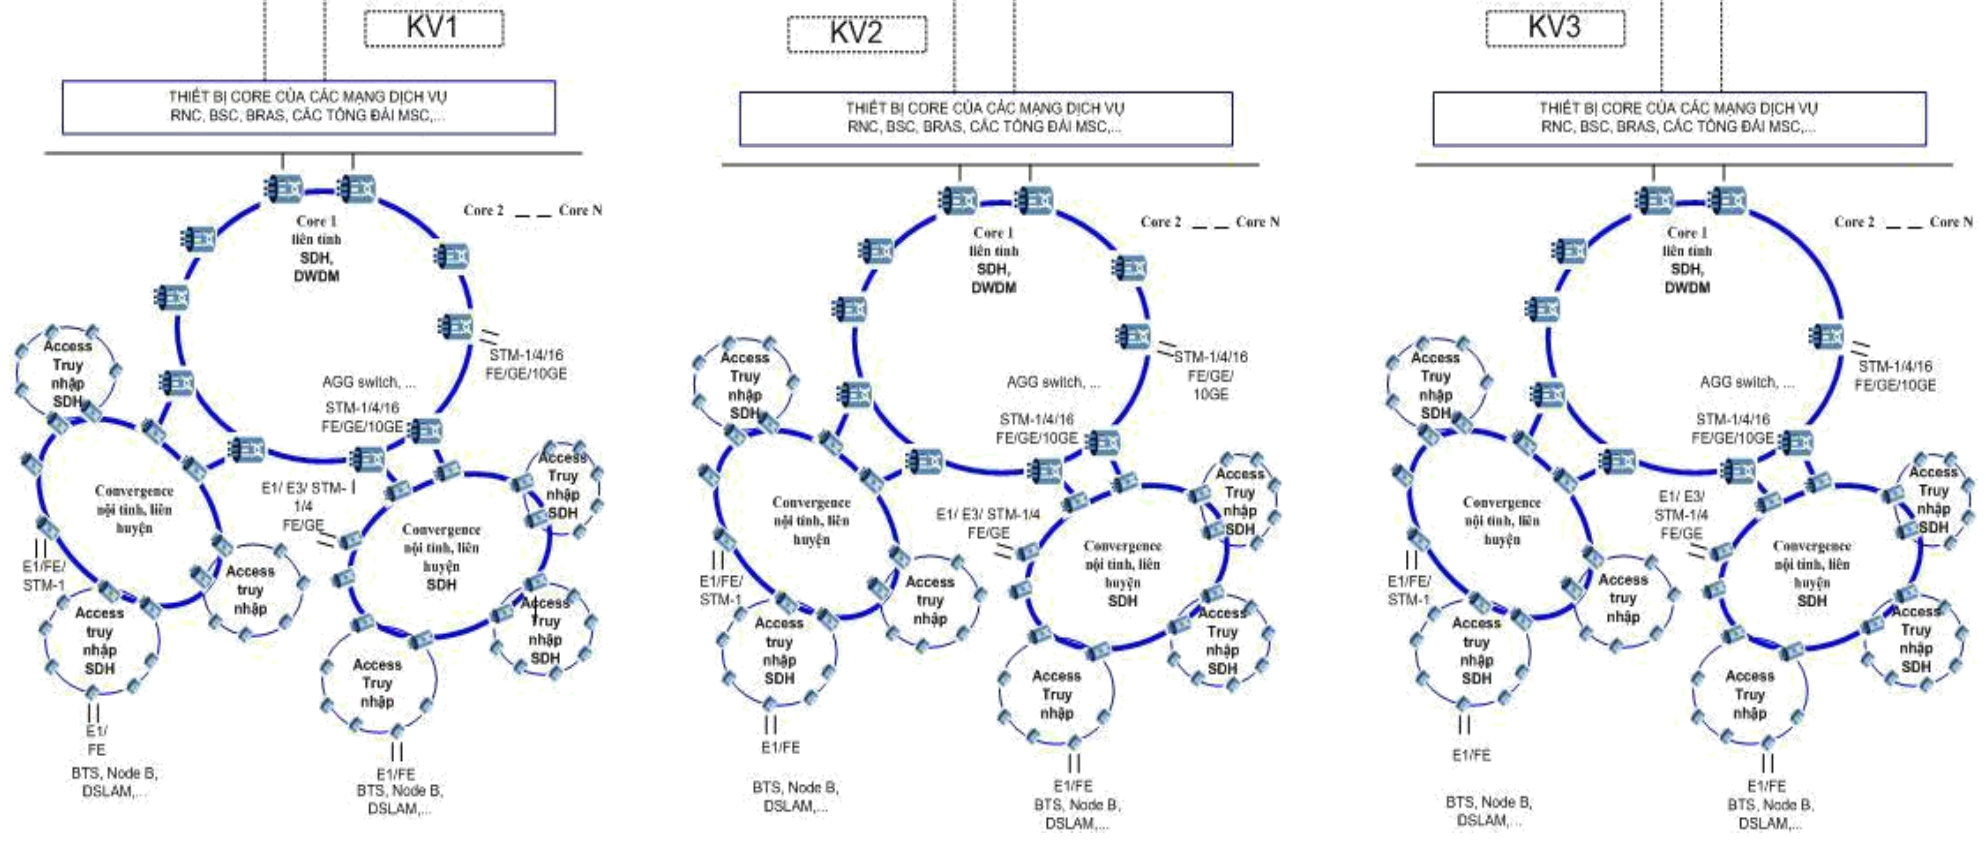 KV1
THIẾT BỊ CORE CỦA CÁC MẠNG DỊCH VỤ
RNC, BSC, BRAS, CÁC TỔNG ĐÀI MSC,...
Core 2 __ __ Core N
Core 1
liên tỉnh
SDH,
DWDM
STM-1/4/16
FE/GE/10GE
AGG switch, ...
STM-1/4/16
FE/GE/10GE
Access
Truy
nhập
SDH
Convergence
nội tỉnh, liên
huyện
E1/ E3/ STM-
1/4
FE/GE
Access
Truy
nhập
SDH
Convergence
nội tỉnh, liên
huyện
SDH
E1/FE/
STM-1
Access
truy
nhập
Access
truy
nhập
SDH
Access
Truy
nhập
SDH
Access
Truy
nhập
E1/
FE
BTS, Node B,
DSLAM,...
E1/FE
BTS, Node B,
DSLAM,...
KV2
THIẾT BỊ CORE CỦA CÁC MẠNG DỊCH VỤ
RNC, BSC, BRAS, CÁC TỔNG ĐÀI MSC,...
Core 2 __ __ Core N
Core 1
liên tỉnh
SDH,
DWDM
STM-1/4/16
FE/GE/
10GE
AGG switch, ...
STM-1/4/16
FE/GE/10GE
Access
Truy
nhập
SDH
Convergence
nội tỉnh, liên
huyện
E1/ E3/ STM-1/4
FE/GE
Access
Truy
nhập
SDH
Convergence
nội tỉnh, liên
huyện
SDH
E1/FE/
STM-1
Access
truy
nhập
Access
truy
nhập
SDH
Access
Truy
nhập
SDH
Access
Truy
nhập
E1/FE
BTS, Node B,
DSLAM,...
E1/FE
BTS, Node B,
DSLAM,...
KV3
THIẾT BỊ CORE CỦA CÁC MẠNG DỊCH VỤ
RNC, BSC, BRAS, CÁC TỔNG ĐÀI MSC,...
Core 2 __ __ Core N
Core 1
liên tỉnh
SDH,
DWDM
STM-1/4/16
FE/GE/10GE
AGG switch, ...
STM-1/4/16
FE/GE/10GE
Access
Truy
nhập
SDH
Convergence
nội tỉnh, liên
huyện
E1/ E3/
STM-1/4
FE/GE
Access
Truy
nhập
SDH
Convergence
nội tỉnh, liên
huyện
SDH
E1/FE/
STM-1
Access
truy
nhập
Access
truy
nhập
SDH
Access
Truy
nhập
SDH
Access
Truy
nhập
E1/FE
BTS, Node B,
DSLAM,...
E1/FE
BTS, Node B,
DSLAM,...